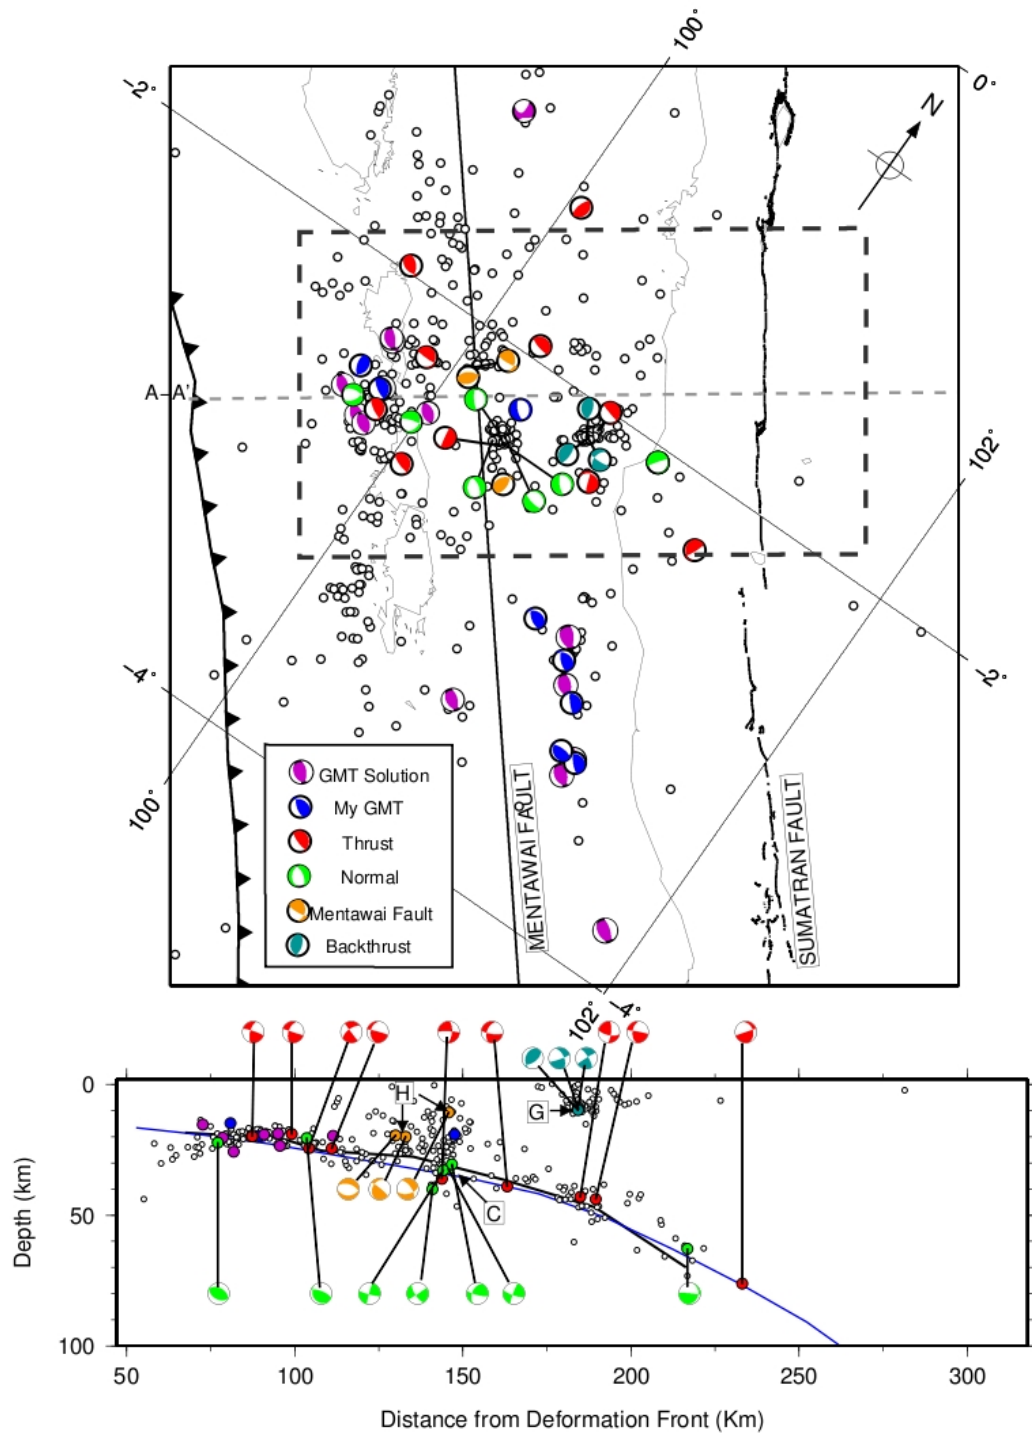 100°
-2°
0°
N
A
A'
102°
-4°
-2°
100°
GMT Solution
My GMT
Thrust
Normal
Mentawai Fault
Backthrust
MENTAWAI FAULT
SUMATRAN FAULT
102°
-4°
0
H
G
C
50
100
Depth (km)
50
100
150
200
250
300
Distance from Deformation Front (Km)